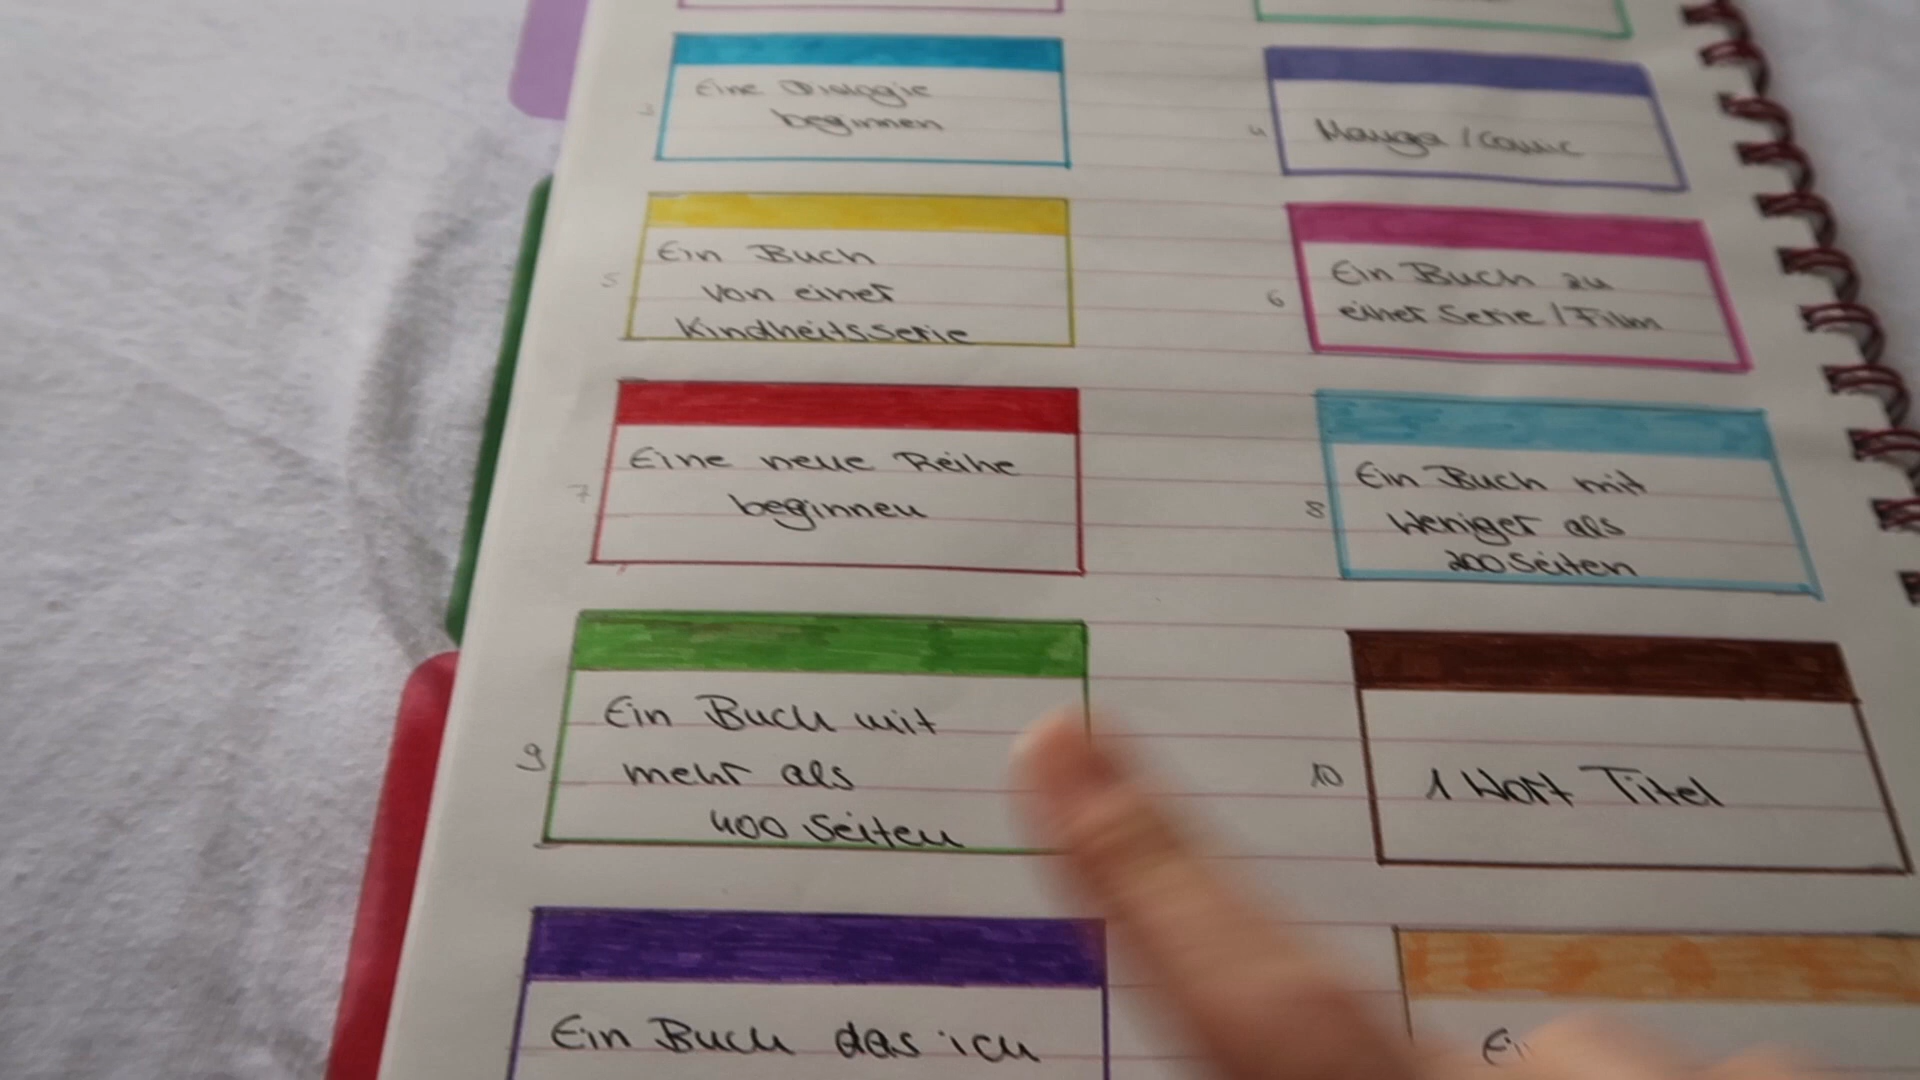 3
Eine Dilogie
beginnen
4
Manga / Comic
5
Ein Buch
von einer
Kindheitsserie
6
Ein Buch zu
einer Serie / Film
7
Eine neue Reihe
beginnen
8
Ein Buch mit
weniger als
200 Seiten
9
Ein Buch mit
mehr als
400 Seiten
10
1 Wort Titel
Ein Buch das ich